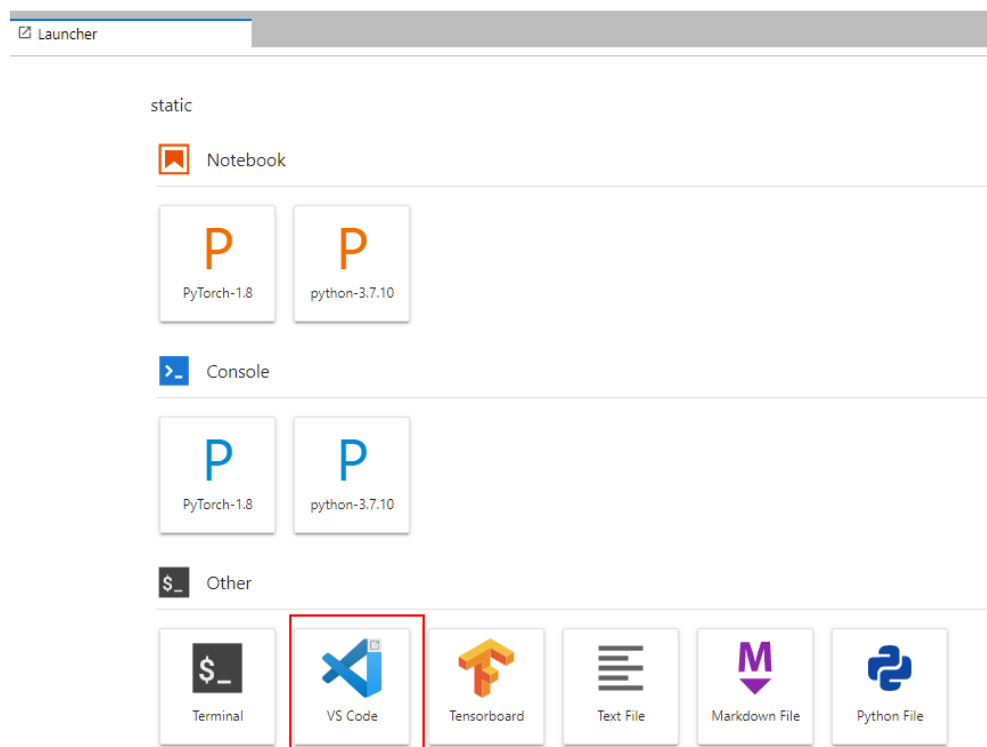 Launcher
static
Notebook
P P
PyTorch-1.8 python-3.7.10
>_ Console
P P
PyTorch-1.8 python-3.7.10
$_ Other
$_ M
Terminal VS Code Tensorboard Text File Markdown File Python File